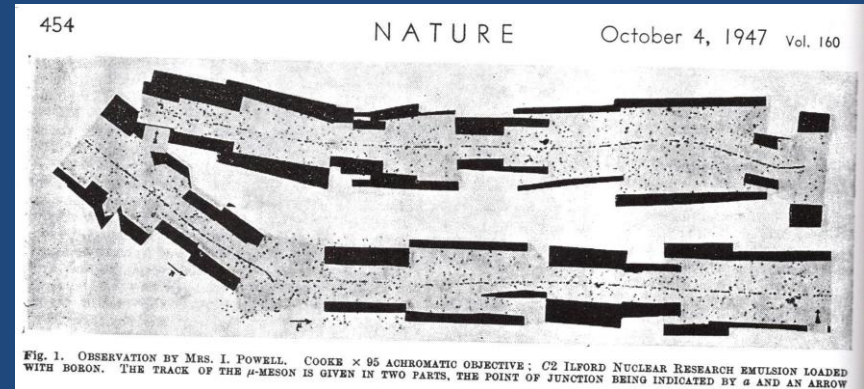 454 NATURE October 4, 1947 Vol. 160
Fig. 1. OBSERVATION BY MRS. I. POWELL. COOKE × 95 ACHROMATIC OBJECTIVE; C2 ILFORD NUCLEAR RESEARCH EMULSION LOADED
WITH BORON. THE TRACK OF THE μ-MESON IS GIVEN IN TWO PARTS, THE POINT OF JUNCTION BEING INDICATED BY a AND AN ARROW